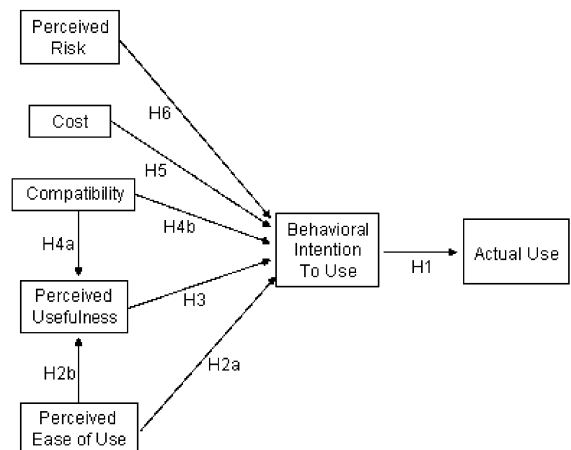 Perceived
Risk
H6
Cost
H5
Compatibility
H4b
H4a
Behavioral
Intention
To Use
H1
Actual Use
Perceived
Usefulness
H3
H2b
H2a
Perceived
Ease of Use